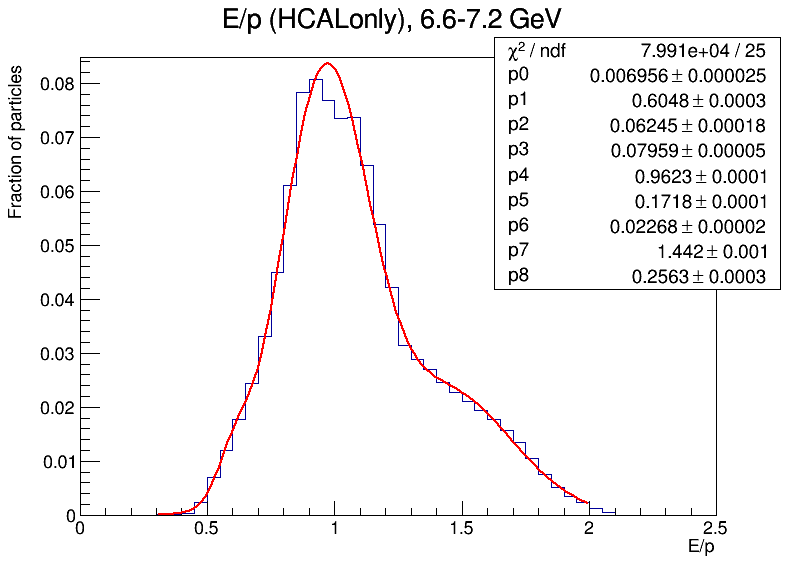 E/p (HCALonly), 6.6-7.2 GeV
χ² / ndf 7.991e+04 / 25
p0 0.006956 ± 0.000025
p1 0.6048 ± 0.0003
p2 0.06245 ± 0.00018
p3 0.07959 ± 0.00005
p4 0.9623 ± 0.0001
p5 0.1718 ± 0.0001
p6 0.02268 ± 0.00002
p7 1.442 ± 0.001
p8 0.2563 ± 0.0003
Fraction of particles
0.08
0.07
0.06
0.05
0.04
0.03
0.02
0.01
0
0 0.5 1 1.5 2 2.5
E/p